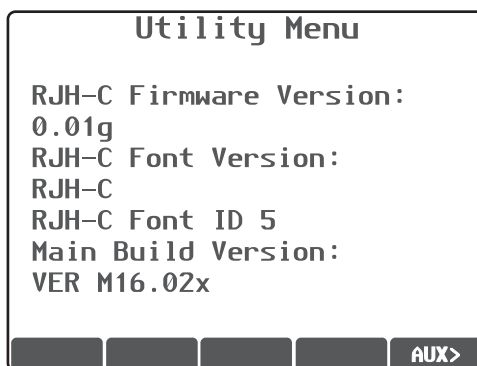 Utility Menu
RJH-C Firmware Version:
0.01g
RJH-C Font Version:
RJH-C
RJH-C Font ID 5
Main Build Version:
VER M16.02x
AUX>